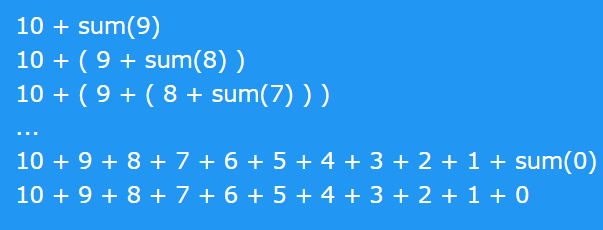 10 + sum(9)
10 + ( 9 + sum(8) )
10 + ( 9 + ( 8 + sum(7) ) )
...
10 + 9 + 8 + 7 + 6 + 5 + 4 + 3 + 2 + 1 + sum(0)
10 + 9 + 8 + 7 + 6 + 5 + 4 + 3 + 2 + 1 + 0